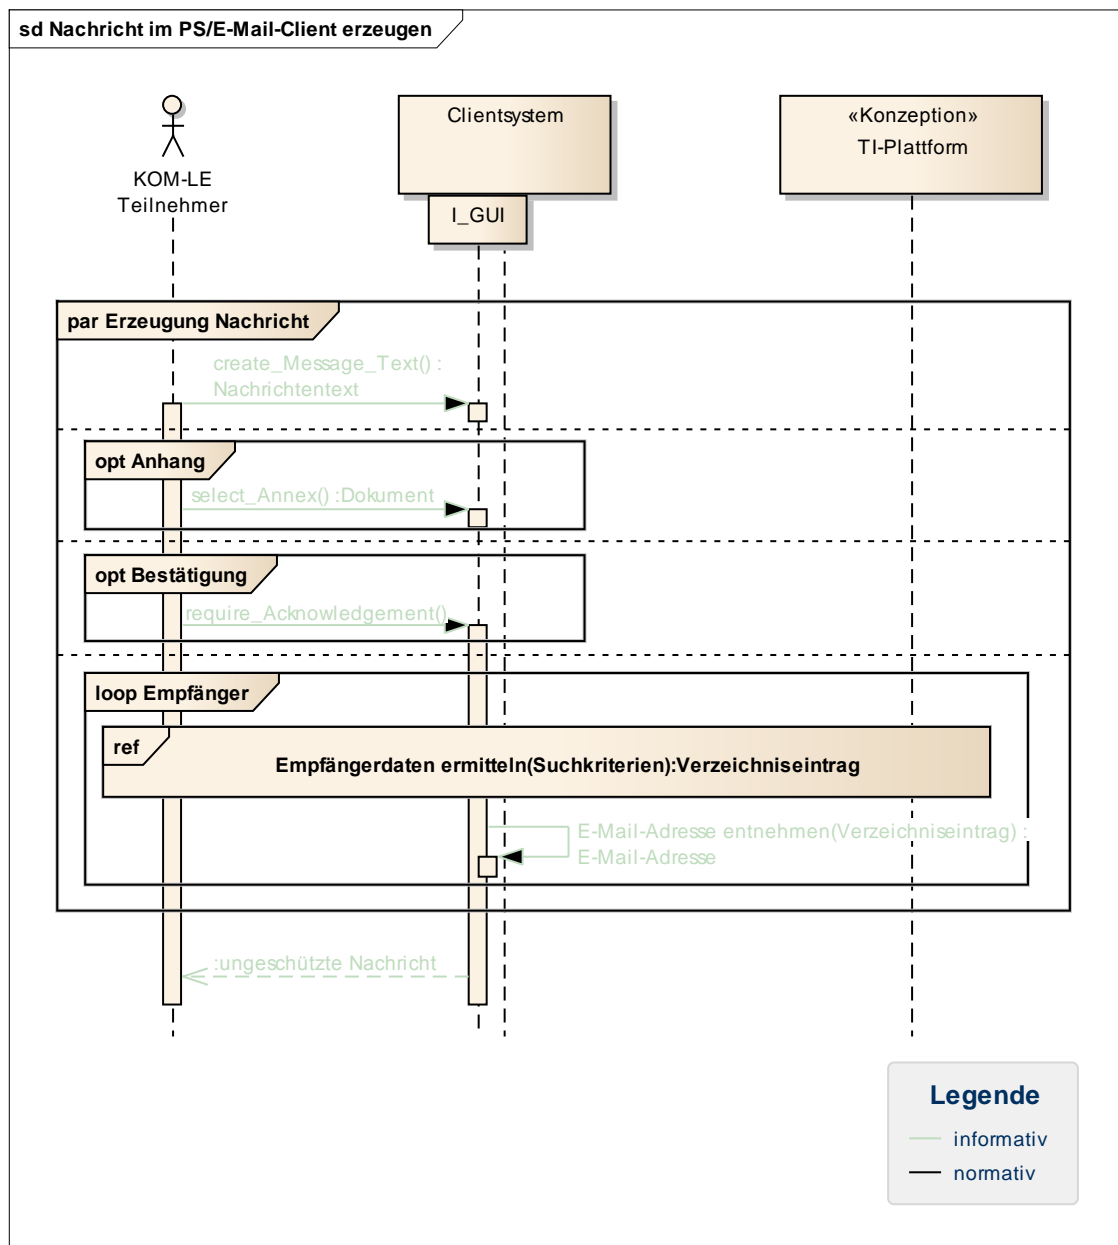 sd Nachricht im PS/E-Mail-Client erzeugen
KOM-LE
Teilnehmer
Clientsystem
I_GUI
«Konzeption»
TI-Plattform
par Erzeugung Nachricht
create_Message_Text() :
Nachrichtentext
opt Anhang
select_Annex() :Dokument
opt Bestätigung
require_Acknowledgement()
loop Empfänger
ref
Empfängerdaten ermitteln(Suchkriterien):Verzeichniseintrag
E-Mail-Adresse entnehmen(Verzeichniseintrag) :
E-Mail-Adresse
:ungeschützte Nachricht
Legende
informativ
normativ